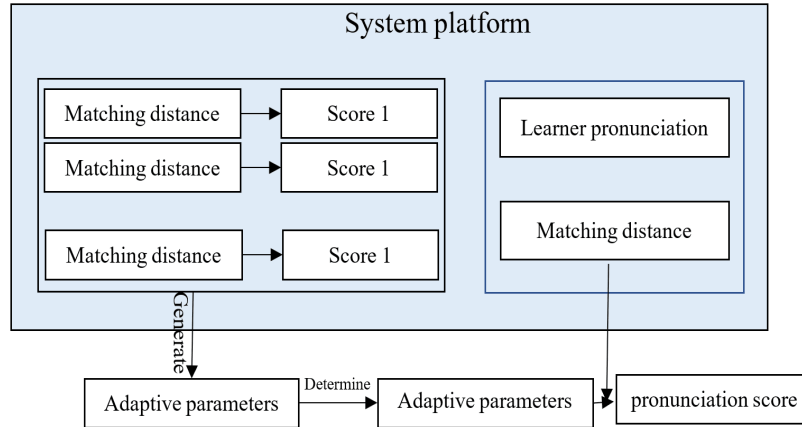 System platform
Matching distance
Score 1
Matching distance
Score 1
Matching distance
Score 1
Learner pronunciation
Matching distance
Generate
Adaptive parameters
Determine
Adaptive parameters
pronunciation score